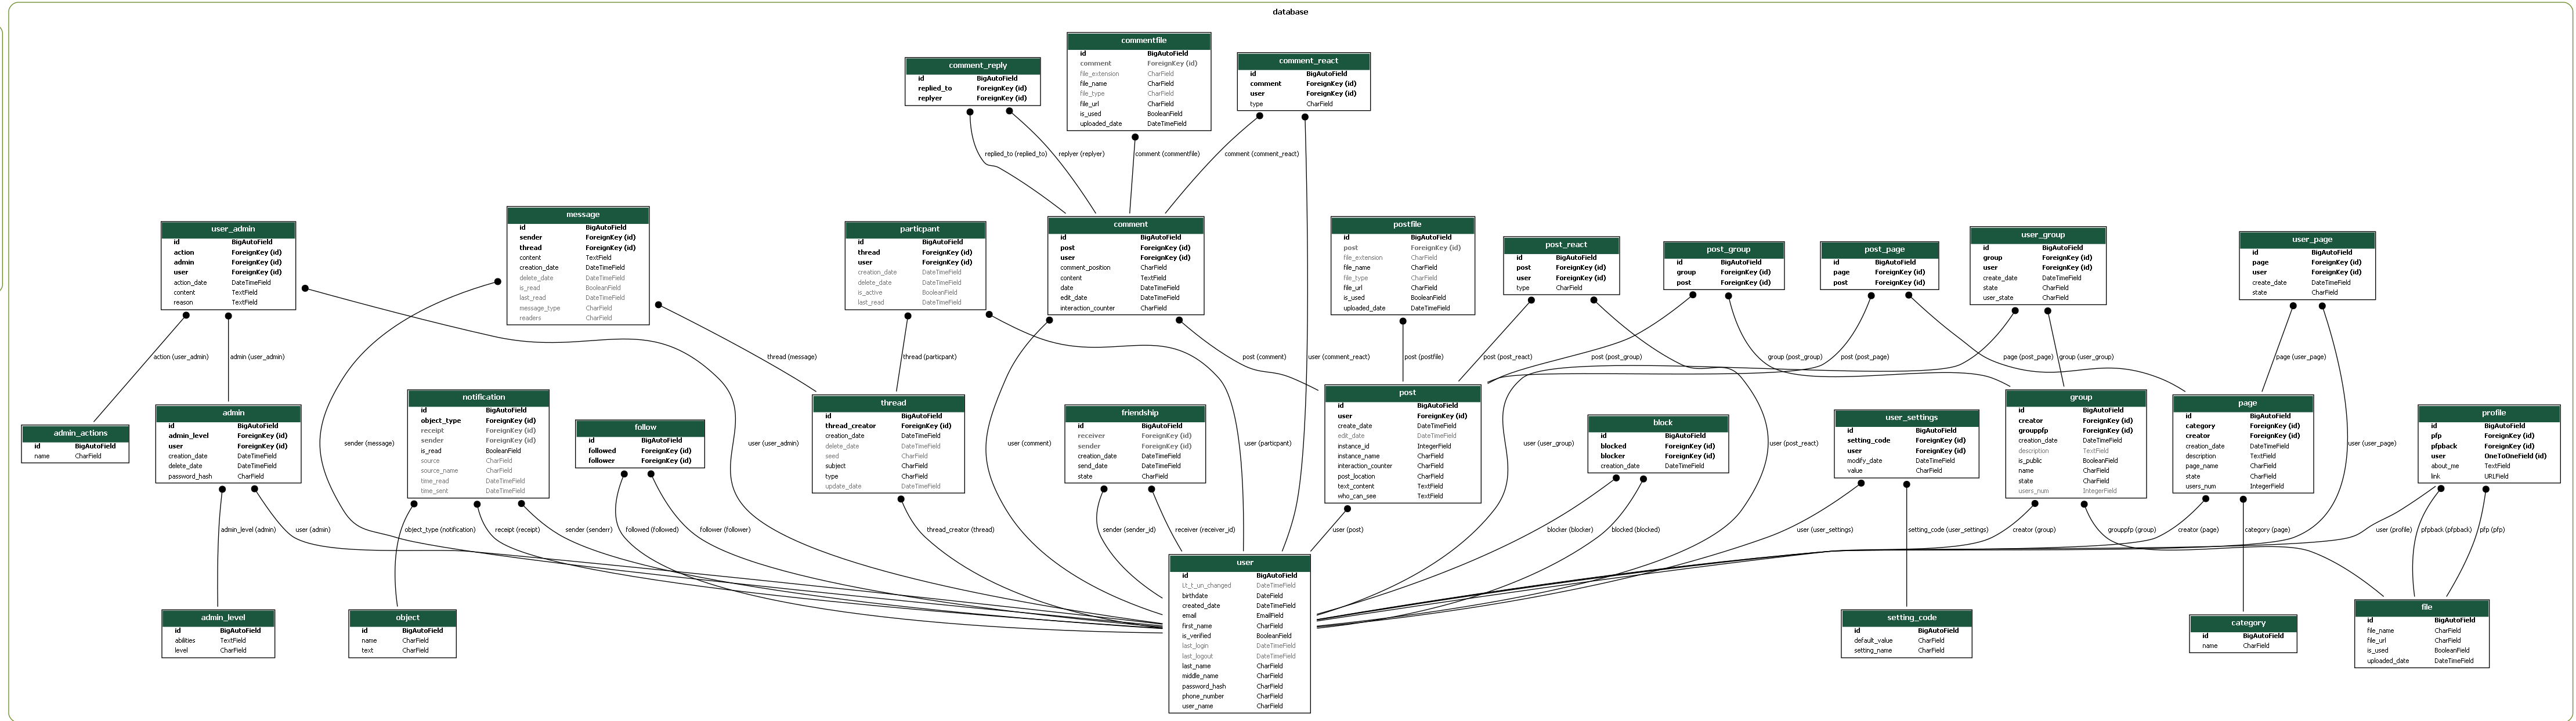 database
commentfile
id BigAutoField
comment ForeignKey (id)
file_extension CharField
file_name CharField
file_type CharField
file_url CharField
is_used BooleanField
uploaded_date DateTimeField
comment_reply
id BigAutoField
replied_to ForeignKey (id)
replyer ForeignKey (id)
comment_react
id BigAutoField
comment ForeignKey (id)
user ForeignKey (id)
type CharField
replied_to (replied_to)
replyer (replyer)
comment (commentfile)
comment (comment_react)
user_admin
id BigAutoField
action ForeignKey (id)
admin ForeignKey (id)
user ForeignKey (id)
action_date DateTimeField
content TextField
reason TextField
message
id BigAutoField
sender ForeignKey (id)
thread ForeignKey (id)
content TextField
creation_date DateTimeField
delete_date DateTimeField
is_read BooleanField
last_read DateTimeField
message_type CharField
readers CharField
particpant
id BigAutoField
thread ForeignKey (id)
user ForeignKey (id)
creation_date DateTimeField
delete_date DateTimeField
is_active BooleanField
last_read DateTimeField
comment
id BigAutoField
post ForeignKey (id)
user ForeignKey (id)
comment_position CharField
content TextField
date DateTimeField
edit_date DateTimeField
interaction_counter CharField
postfile
id BigAutoField
post ForeignKey (id)
file_extension CharField
file_name CharField
file_type CharField
file_url CharField
is_used BooleanField
uploaded_date DateTimeField
post_react
id BigAutoField
post ForeignKey (id)
user ForeignKey (id)
type CharField
post_group
id BigAutoField
group ForeignKey (id)
post ForeignKey (id)
post_page
id BigAutoField
page ForeignKey (id)
post ForeignKey (id)
user_group
id BigAutoField
group ForeignKey (id)
user ForeignKey (id)
create_date DateTimeField
state CharField
user_state CharField
user_page
id BigAutoField
page ForeignKey (id)
user ForeignKey (id)
create_date DateTimeField
state CharField
action (user_admin)
admin (user_admin)
thread (message)
thread (particpant)
post (comment)
user (comment_react)
post (postfile)
post (post_react)
post (post_group)
group (post_group)
post (post_page)
page (post_page)
group (user_group)
page (user_page)
admin_actions
id BigAutoField
name CharField
admin
id BigAutoField
admin_level ForeignKey (id)
user ForeignKey (id)
creation_date DateTimeField
delete_date DateTimeField
password_hash CharField
notification
id BigAutoField
object_type ForeignKey (id)
receipt ForeignKey (id)
sender ForeignKey (id)
is_read BooleanField
source CharField
source_name CharField
time_read DateTimeField
time_sent DateTimeField
follow
id BigAutoField
followed ForeignKey (id)
follower ForeignKey (id)
thread
id BigAutoField
thread_creator ForeignKey (id)
creation_date DateTimeField
delete_date DateTimeField
seed CharField
subject CharField
type CharField
update_date DateTimeField
friendship
id BigAutoField
receiver ForeignKey (id)
sender ForeignKey (id)
creation_date DateTimeField
send_date DateTimeField
state CharField
post
id BigAutoField
user ForeignKey (id)
create_date DateTimeField
edit_date DateTimeField
instance_id IntegerField
instance_name CharField
interaction_counter CharField
post_location CharField
text_content TextField
who_can_see TextField
block
id BigAutoField
blocked ForeignKey (id)
blocker ForeignKey (id)
creation_date DateTimeField
user_settings
id BigAutoField
setting_code ForeignKey (id)
user ForeignKey (id)
modify_date DateTimeField
value CharField
group
id BigAutoField
creator ForeignKey (id)
grouppfp ForeignKey (id)
creation_date DateTimeField
description TextField
is_public BooleanField
name CharField
state CharField
users_num IntegerField
page
id BigAutoField
category ForeignKey (id)
creator ForeignKey (id)
creation_date DateTimeField
description TextField
page_name CharField
state CharField
users_num IntegerField
profile
id BigAutoField
pfp ForeignKey (id)
pfpback ForeignKey (id)
user OneToOneField (id)
about_me TextField
link URLField
sender (message)
user (user_admin)
user (comment)
user (particpant)
user (user_group)
user (post_react)
user (user_page)
admin_level (admin)
user (admin)
object_type (notification)
receipt (receipt)
sender (senderr)
followed (followed)
follower (follower)
thread_creator (thread)
sender (sender_id)
receiver (receiver_id)
user (post)
blocker (blocker)
blocked (blocked)
user (user_settings)
setting_code (user_settings)
creator (group)
grouppfp (group)
creator (page)
category (page)
user (profile)
pfpback (pfpback)
pfp (pfp)
admin_level
id BigAutoField
abilities TextField
level CharField
object
id BigAutoField
name CharField
text CharField
user
id BigAutoField
Lt_t_un_changed DateTimeField
birthdate DateField
created_date DateTimeField
email EmailField
first_name CharField
is_verified BooleanField
last_login DateTimeField
last_logout DateTimeField
last_name CharField
middle_name CharField
password_hash CharField
phone_number CharField
user_name CharField
setting_code
id BigAutoField
default_value CharField
setting_name CharField
category
id BigAutoField
name CharField
file
id BigAutoField
file_name CharField
file_url CharField
is_used BooleanField
uploaded_date DateTimeField